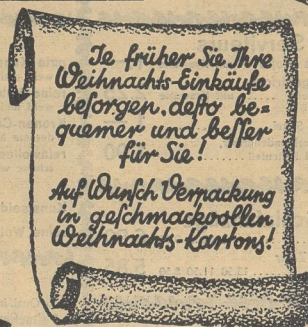 Je früher Sie Ihre
Weihnachts-Einkäufe
besorgen, desto be-
quemer und besser
für Sie!
Auf Wunsch Verpackung
in geschmackvollen
Weihnachts-Kartons!